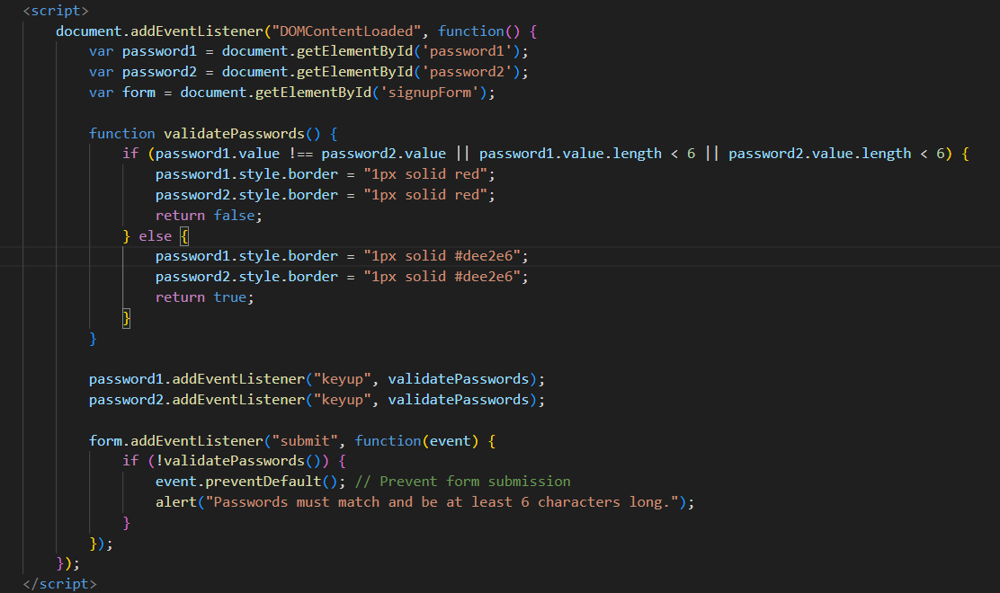 <script>
    document.addEventListener("DOMContentLoaded", function() {
        var password1 = document.getElementById('password1');
        var password2 = document.getElementById('password2');
        var form = document.getElementById('signupForm');

        function validatePasswords() {
            if (password1.value !== password2.value || password1.value.length < 6 || password2.value.length < 6) {
                password1.style.border = "1px solid red";
                password2.style.border = "1px solid red";
                return false;
            } else {
                password1.style.border = "1px solid #dee2e6";
                password2.style.border = "1px solid #dee2e6";
                return true;
            }
        }

        password1.addEventListener("keyup", validatePasswords);
        password2.addEventListener("keyup", validatePasswords);

        form.addEventListener("submit", function(event) {
            if (!validatePasswords()) {
                event.preventDefault(); // Prevent form submission
                alert("Passwords must match and be at least 6 characters long.");
            }
        });
    });
</script>